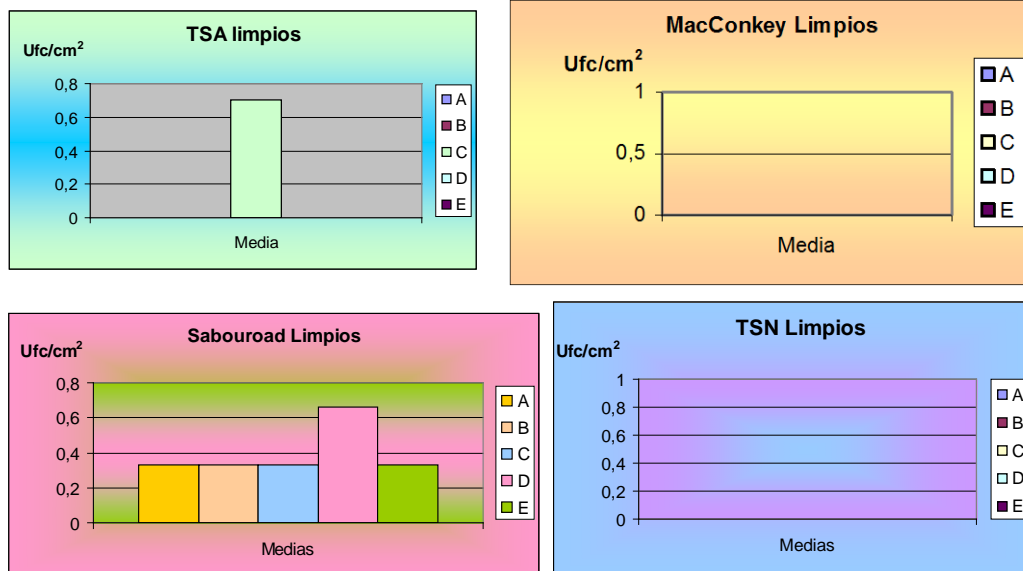 TSA limpios
Ufc/cm²
0,8
0,6
0,4
0,2
0
Media
A
B
C
D
E
MacConkey Limpios
Ufc/cm²
1
0,5
0
Media
A
B
C
D
E
Sabouroad Limpios
Ufc/cm²
0,8
0,6
0,4
0,2
0
Medias
A
B
C
D
E
TSN Limpios
Ufc/cm²
1
0,8
0,6
0,4
0,2
0
Medias
A
B
C
D
E